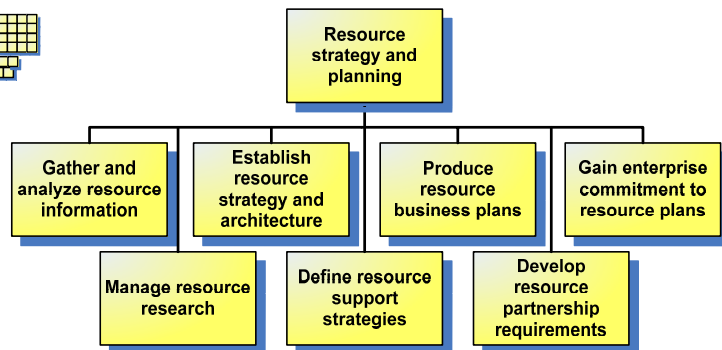 Resource
strategy and
planning
Gather and
analyze resource
information
Establish
resource
strategy and
architecture
Produce
resource
business plans
Gain enterprise
commitment to
resource plans
Manage resource
research
Define resource
support
strategies
Develop
resource
partnership
requirements